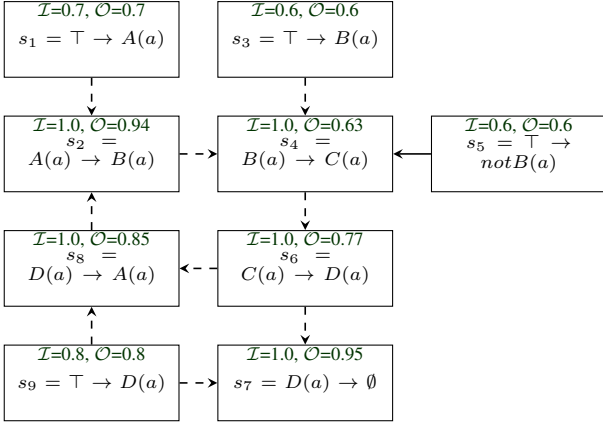 ℐ=0.7, 𝒪=0.7
s₁ = ⊤ → A(a)
ℐ=0.6, 𝒪=0.6
s₃ = ⊤ → B(a)
ℐ=1.0, 𝒪=0.94
s₂ =
A(a) → B(a)
ℐ=1.0, 𝒪=0.63
s₄ =
B(a) → C(a)
ℐ=0.6, 𝒪=0.6
s₅ = ⊤ →
notB(a)
ℐ=1.0, 𝒪=0.85
s₈ =
D(a) → A(a)
ℐ=1.0, 𝒪=0.77
s₆ =
C(a) → D(a)
ℐ=0.8, 𝒪=0.8
s₉ = ⊤ → D(a)
ℐ=1.0, 𝒪=0.95
s₇ = D(a) → ∅